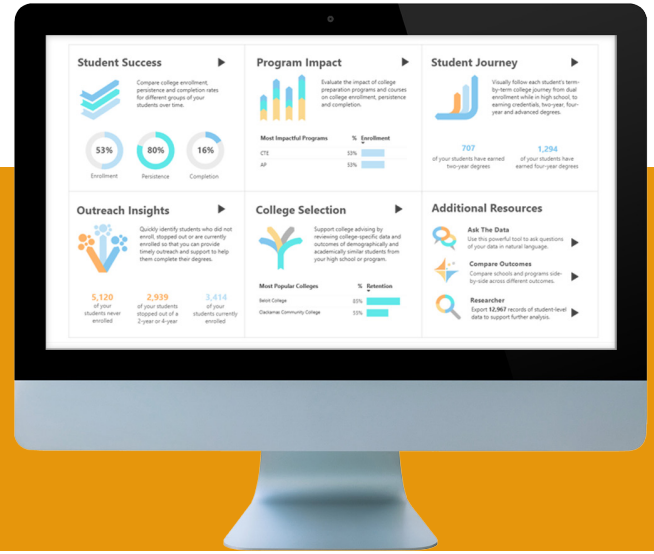 Student Success
Compare college enrollment,
persistence and completion rates
for different groups of your
students over time.
53%
80%
16%
Enrollment
Persistence
Completion
Program Impact
Evaluate the impact of college
preparation programs and courses
on college enrollment, persistence
and completion.
Most Impactful Programs % Enrollment
CTE 53%
AP 53%
Student Journey
Visually follow each student's term-
by-term college journey from dual
enrollment while in high school, to
earning credentials, two-year, four-
year and advanced degrees.
707
of your students have earned
two-year degrees
1,294
of your students have
earned four-year degrees
Outreach Insights
Quickly identify students who did not
enroll, stopped out or are currently
enrolled so that you can provide
timely outreach and support to help
them complete their degrees.
5,120
of your
students never
enrolled
2,939
of your students
stopped out of a
2-year or 4-year
3,414
of your
students currently
enrolled
College Selection
Support college advising by
reviewing college-specific data and
outcomes of demographically and
academically similar students from
your high school or program.
Most Popular Colleges % Retention
Beloit College 83%
Clackamas Community College 53%
Additional Resources
Ask The Data
Use this powerful tool to ask questions
of your data in natural language.
Compare Outcomes
Compare schools and programs side-
by-side across different outcomes.
Researcher
Export 12,967 records of student-level
data to support further analysis.